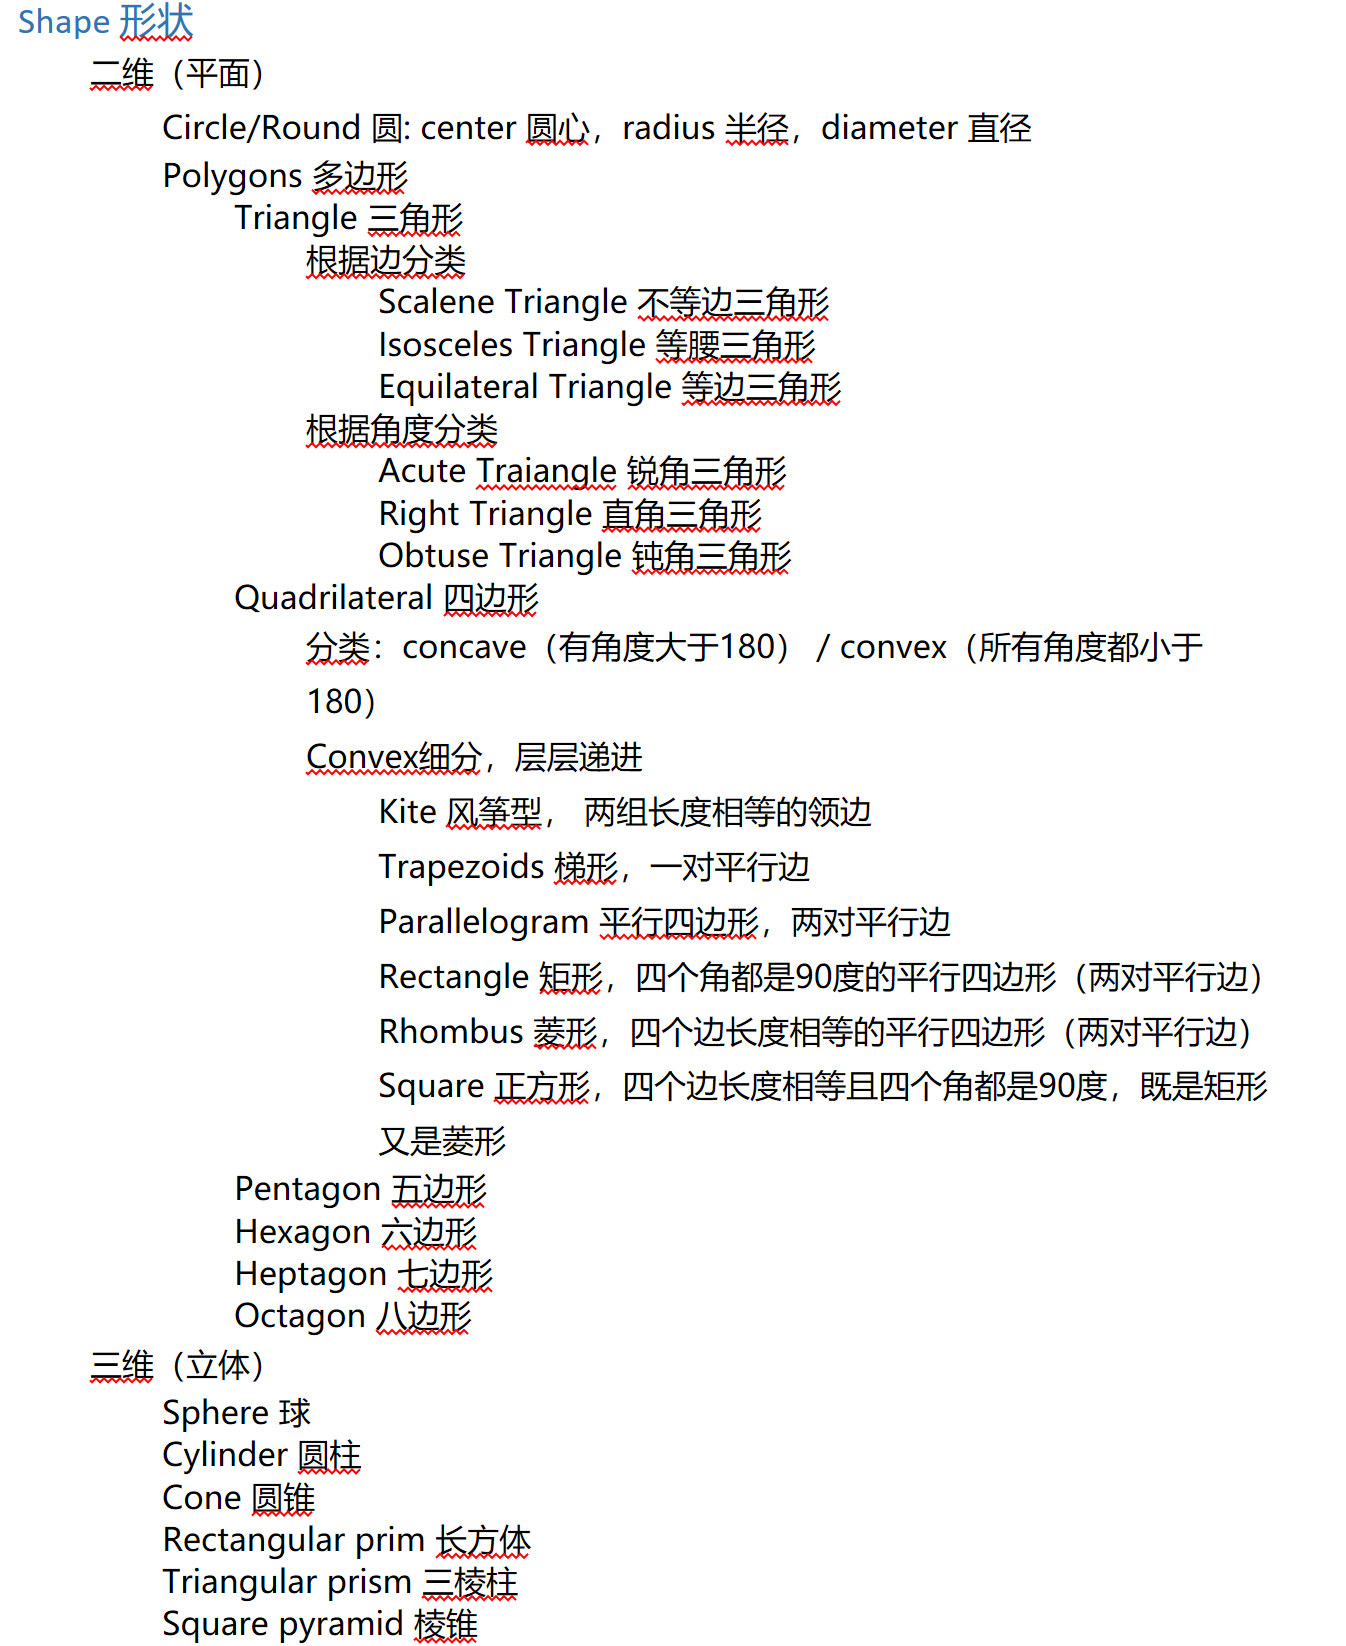 Shape 形状
二维（平面）
Circle/Round 圆: center 圆心，radius 半径，diameter 直径
Polygons 多边形
Triangle 三角形
根据边分类
Scalene Triangle 不等边三角形
Isosceles Triangle 等腰三角形
Equilateral Triangle 等边三角形
根据角度分类
Acute Traiangle 锐角三角形
Right Triangle 直角三角形
Obtuse Triangle 钝角三角形
Quadrilateral 四边形
分类：concave（有角度大于180） / convex（所有角度都小于
180）
Convex细分，层层递进
Kite 风筝型， 两组长度相等的领边
Trapezoids 梯形，一对平行边
Parallelogram 平行四边形，两对平行边
Rectangle 矩形，四个角都是90度的平行四边形（两对平行边）
Rhombus 菱形，四个边长度相等的平行四边形（两对平行边）
Square 正方形，四个边长度相等且四个角都是90度，既是矩形
又是菱形
Pentagon 五边形
Hexagon 六边形
Heptagon 七边形
Octagon 八边形
三维（立体）
Sphere 球
Cylinder 圆柱
Cone 圆锥
Rectangular prim 长方体
Triangular prism 三棱柱
Square pyramid 棱锥